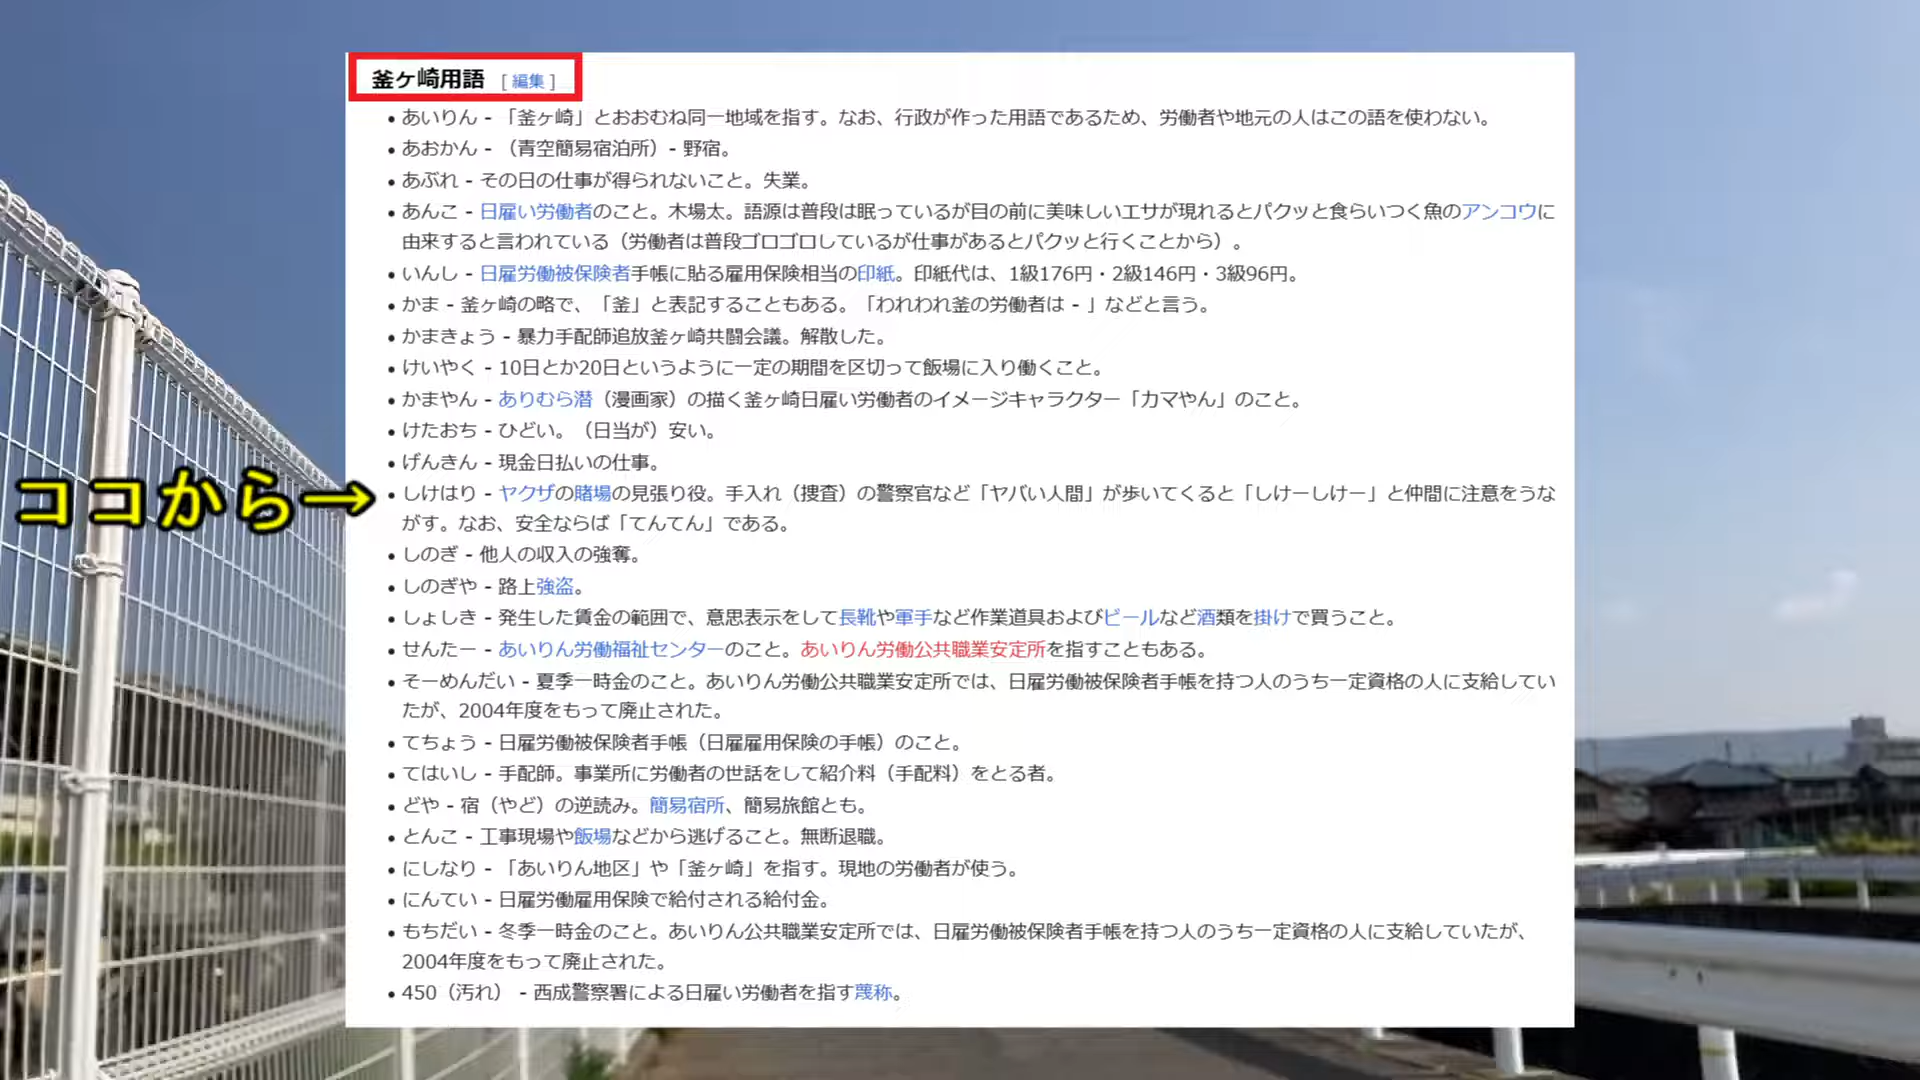 釜ヶ崎用語 [ 編集 ]
• あいりん - 「釜ヶ崎」とおおむね同一地域を指す。なお、行政が作った用語であるため、労働者や地元の人はこの語を使わない。
• あおかん - （青空簡易宿泊所）- 野宿。
• あぶれ - その日の仕事が得られないこと。失業。
• あんこ - 日雇い労働者のこと。木場太。語源は普段は眠っているが目の前に美味しいエサが現れるとパクッと食らいつく魚のアンコウに
由来すると言われている（労働者は普段ゴロゴロしているが仕事があるとパクッと行くことから）。
• いんし - 日雇労働被保険者手帳に貼る雇用保険相当の印紙。印紙代は、1級176円・2級146円・3級96円。
• かま - 釜ヶ崎の略で、「釜」と表記することもある。「われわれ釜の労働者は - 」などと言う。
• かまきょう - 暴力手配師追放釜ヶ崎共闘会議。解散した。
• けいやく - 10日とか20日というように一定の期間を区切って飯場に入り働くこと。
• かまやん - ありむら潜（漫画家）の描く釜ヶ崎日雇い労働者のイメージキャラクター「カマやん」のこと。
• けたおち - ひどい。（日当が）安い。
• げんきん - 現金日払いの仕事。
ココから→
• しけはり - ヤクザの賭場の見張り役。手入れ（捜査）の警察官など「ヤバい人間」が歩いてくると「しけーしけー」と仲間に注意をうな
がす。なお、安全ならば「てんてん」である。
• しのぎ - 他人の収入の強奪。
• しのぎや - 路上強盗。
• しょしき - 発生した賃金の範囲で、意思表示をして長靴や軍手など作業道具およびビールなど酒類を掛けで買うこと。
• せんたー - あいりん労働福祉センターのこと。あいりん労働公共職業安定所を指すこともある。
• そーめんだい - 夏季一時金のこと。あいりん労働公共職業安定所では、日雇労働被保険者手帳を持つ人のうち一定資格の人に支給してい
たが、2004年度をもって廃止された。
• てちょう - 日雇労働被保険者手帳（日雇雇用保険の手帳）のこと。
• てはいし - 手配師。事業所に労働者の世話をして紹介料（手配料）をとる者。
• どや - 宿（やど）の逆読み。簡易宿所、簡易旅館とも。
• とんこ - 工事現場や飯場などから逃げること。無断退職。
• にしなり - 「あいりん地区」や「釜ヶ崎」を指す。現地の労働者が使う。
• にんてい - 日雇労働雇用保険で給付される給付金。
• もちだい - 冬季一時金のこと。あいりん公共職業安定所では、日雇労働被保険者手帳を持つ人のうち一定資格の人に支給していたが、
2004年度をもって廃止された。
• 450（汚れ） - 西成警察署による日雇い労働者を指す蔑称。